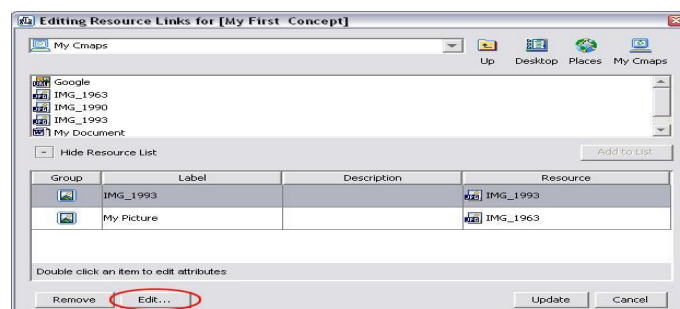 Editing Resource Links for [My First Concept]
My Cmaps
Up Desktop Places My Cmaps
Google
IMG_1963
IMG_1990
IMG_1993
My Document
- Hide Resource List Add to List
Group Label Description Resource
IMG_1993 IMG_1993
My Picture IMG_1963
Double click an item to edit attributes
Remove Edit... Update Cancel